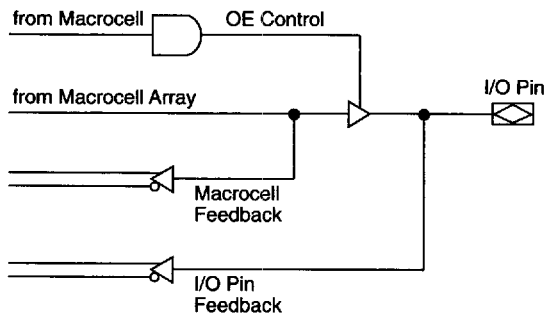 from Macrocell
OE Control
I/O Pin
from Macrocell Array
Macrocell
Feedback
I/O Pin
Feedback